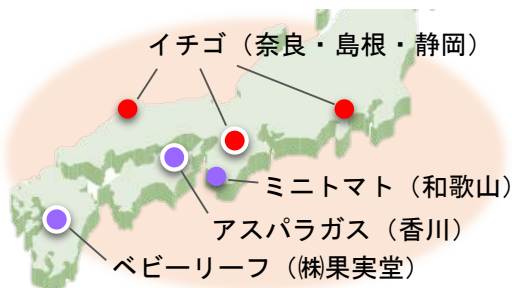 イチゴ（奈良・島根・静岡）
ミニトマト（和歌山）
アスパラガス（香川）
ベビーリーフ（㈱果実堂）